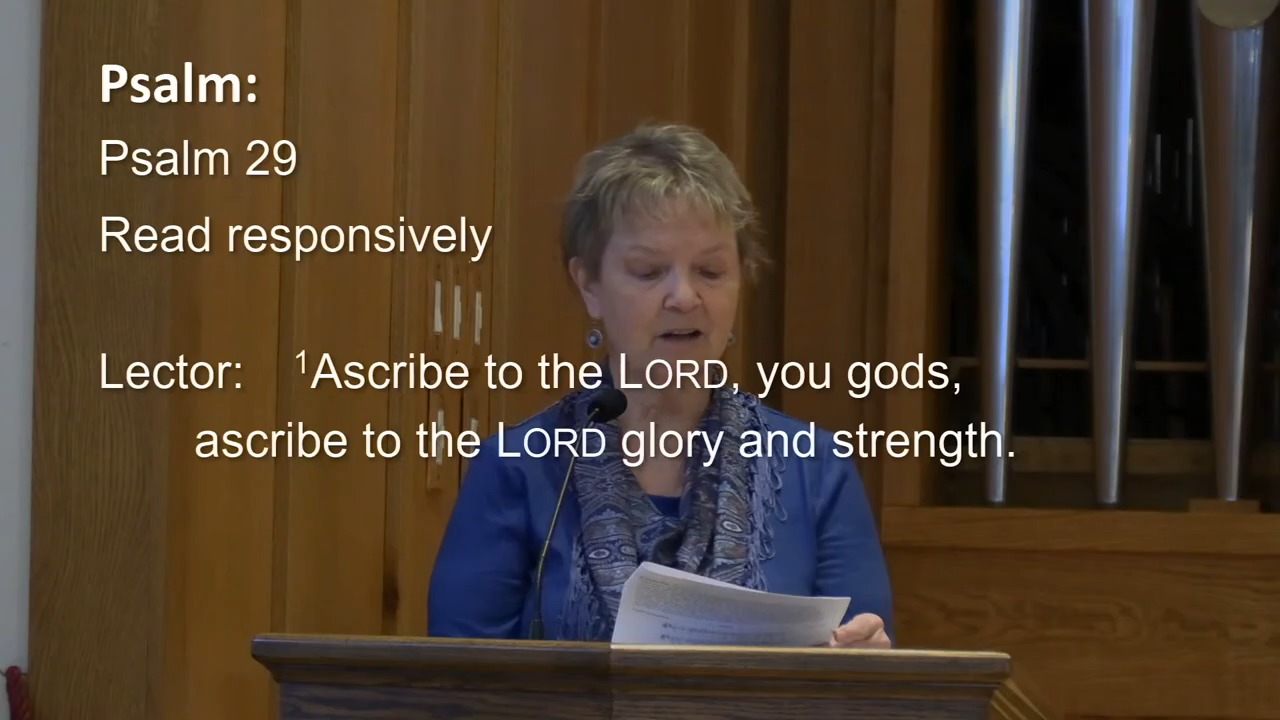 Psalm:
Psalm 29
Read responsively
Lector: ¹Ascribe to the LORD, you gods,
ascribe to the LORD glory and strength.